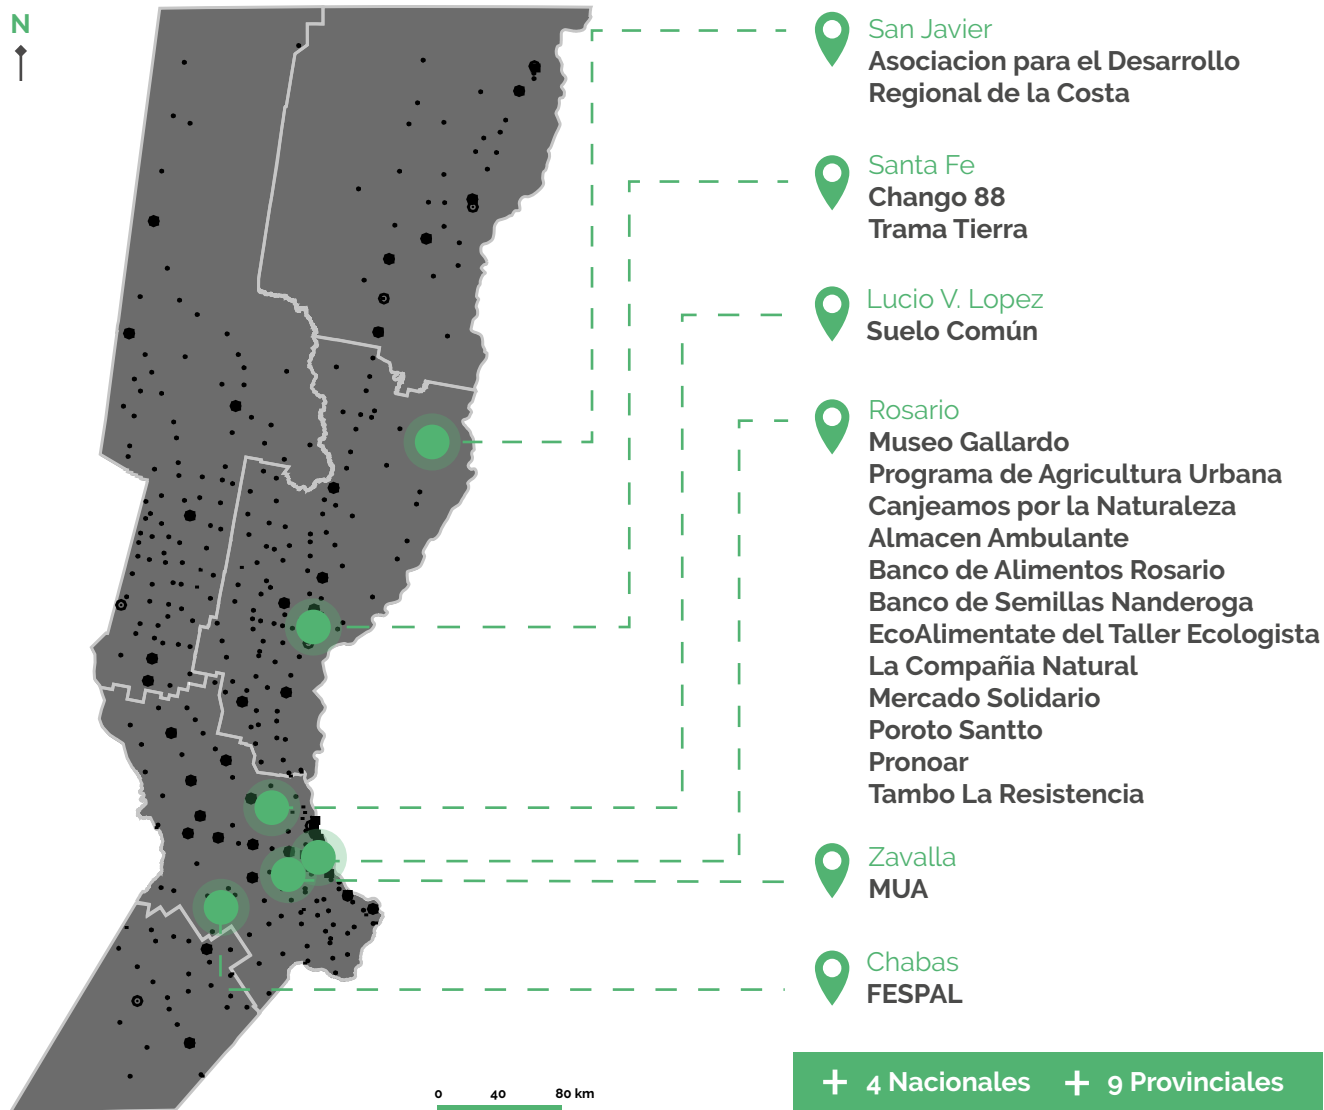 N
San Javier
Asociacion para el Desarrollo
Regional de la Costa
Santa Fe
Chango 88
Trama Tierra
Lucio V. Lopez
Suelo Común
Rosario
Museo Gallardo
Programa de Agricultura Urbana
Canjeamos por la Naturaleza
Almacen Ambulante
Banco de Alimentos Rosario
Banco de Semillas Nanderoga
EcoAlimentate del Taller Ecologista
La Compañia Natural
Mercado Solidario
Poroto Santto
Pronoar
Tambo La Resistencia
Zavalla
MUA
Chabas
FESPAL
+ 4 Nacionales + 9 Provinciales
0 40 80 km